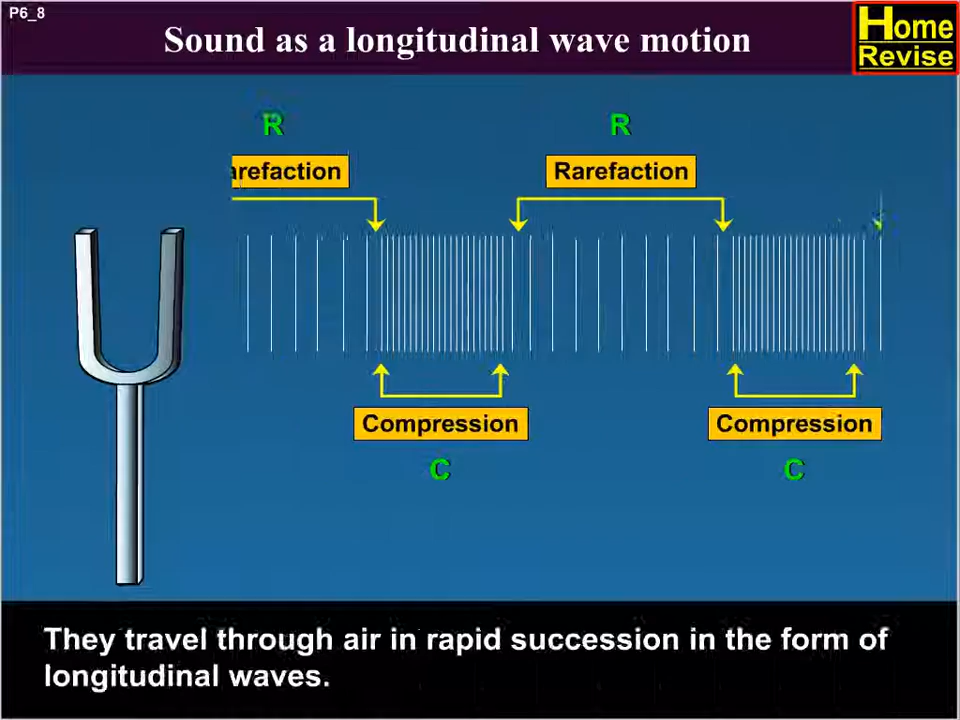 P6_8
Sound as a longitudinal wave motion
Home
Revise
R R
arefaction Rarefaction
Compression Compression
C C
They travel through air in rapid succession in the form of
longitudinal waves.